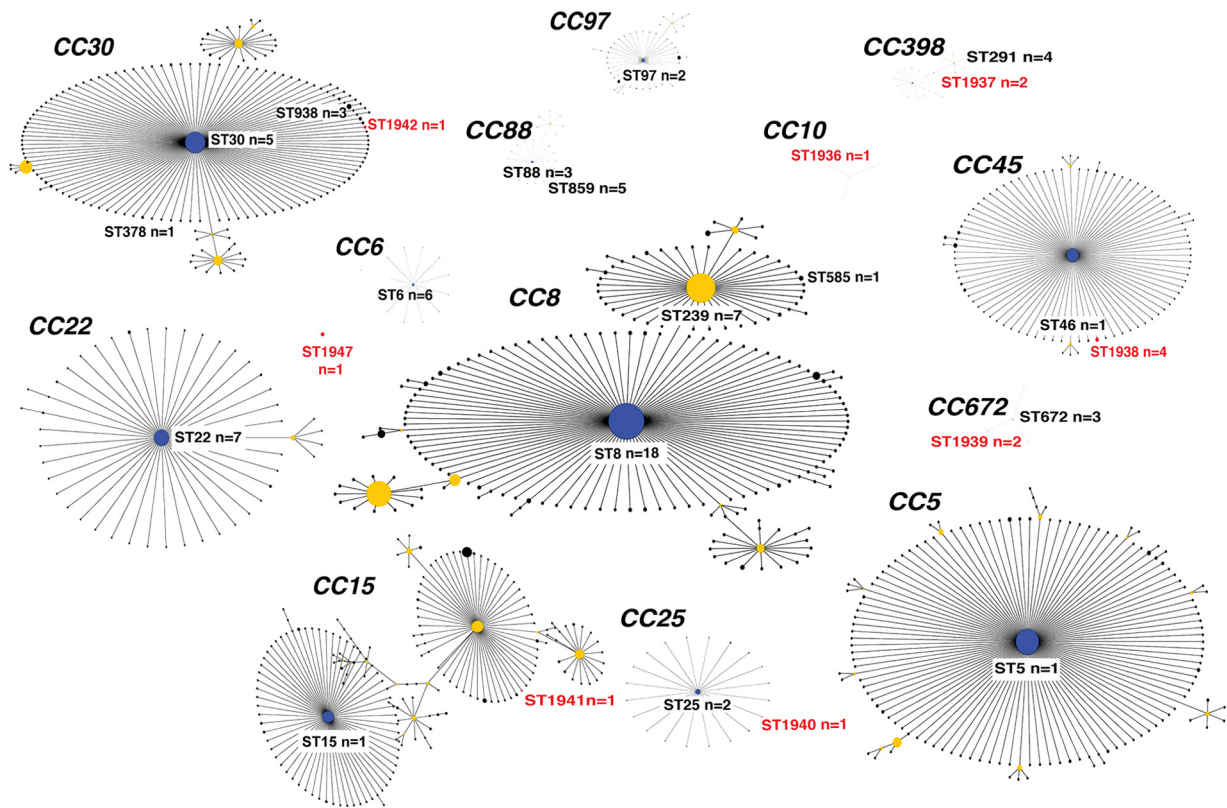 CC97
CC30
CC398
ST291 n=4
ST97 n=2
ST1937 n=2
ST938 n=3
ST1942 n=1
ST30 n=5
CC88
CC10
ST1936 n=1
CC45
ST88 n=3
ST859 n=5
ST378 n=1
CC6
ST6 n=6
CC8
ST585 n=1
ST239 n=7
CC22
ST46 n=1
ST1947
n=1
ST1938 n=4
CC672
ST672 n=3
ST22 n=7
ST1939 n=2
ST8 n=18
CC5
CC15
CC25
ST5 n=1
ST1941n=1
ST25 n=2
ST1940 n=1
ST15 n=1